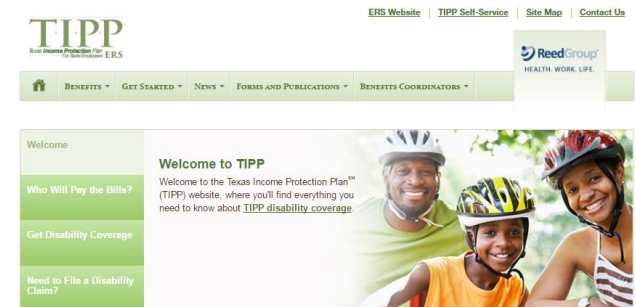 ERS Website | TIPP Self-Service | Site Map | Contact Us
TIPP
Texas Income Protection Plan
For State Employees ERS
ReedGroup
HEALTH. WORK. LIFE.
BENEFITS GET STARTED NEWS FORMS AND PUBLICATIONS BENEFITS COORDINATORS
Welcome
Who Will Pay the Bills?
Get Disability Coverage
Need to File a Disability
Claim?
Welcome to TIPP
Welcome to the Texas Income Protection Plan℠
(TIPP) website, where you'll find everything you
need to know about TIPP disability coverage.